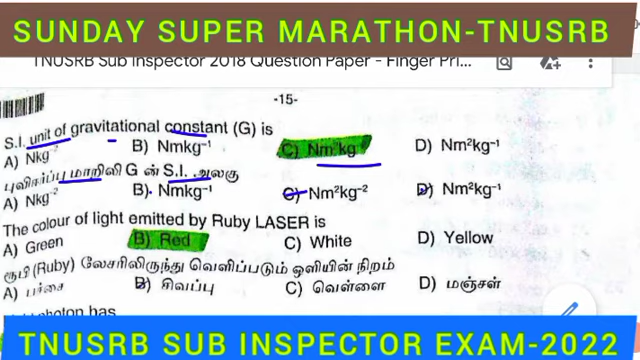 SUNDAY SUPER MARATHON-TNUSRB
TNUSRB Sub Inspector 2018 Question Paper - Finger Pri...
-15-
S.I. unit of gravitational constant (G) is
A) Nkg⁻² B) Nmkg⁻¹ C) Nm²kg D) Nm²kg⁻¹
புவிஈர்ப்பு மாறிலி G ன் S.I. அலகு
A) Nkg⁻² B) Nmkg⁻¹ C) Nm²kg⁻² D) Nm²kg⁻¹
The colour of light emitted by Ruby LASER is
A) Green B) Red C) White D) Yellow
ரூபி (Ruby) லேசரிலிருந்து வெளிப்படும் ஒளியின் நிறம்
A) பச்சை B) சிவப்பு C) வெள்ளை D) மஞ்சள்
photon has
TNUSRB SUB INSPECTOR EXAM-2022